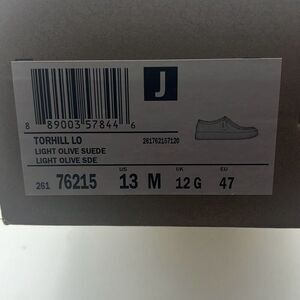 J
8 89003 57844 6
TORHILL LO
261762157120
LIGHT OLIVE SUEDE
LIGHT OLIVE SDE
US UK EU
261 76215 13 M 12 G 47